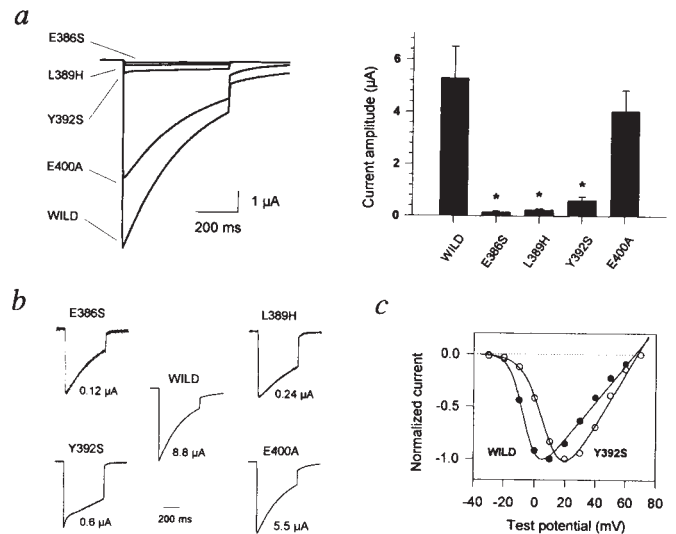 a
E386S
L389H
Y392S
E400A
WILD
1 µA
200 ms
Current amplitude (µA)
6
4
2
0
* * *
WILD E386S L389H Y392S E400A
b
E386S
0.12 µA
L389H
0.24 µA
WILD
8.8 µA
Y392S
0.6 µA
200 ms
E400A
5.5 µA
c
Normalized current
0.0
-0.5
-1.0
WILD Y392S
-40 -20 0 20 40 60 80
Test potential (mV)